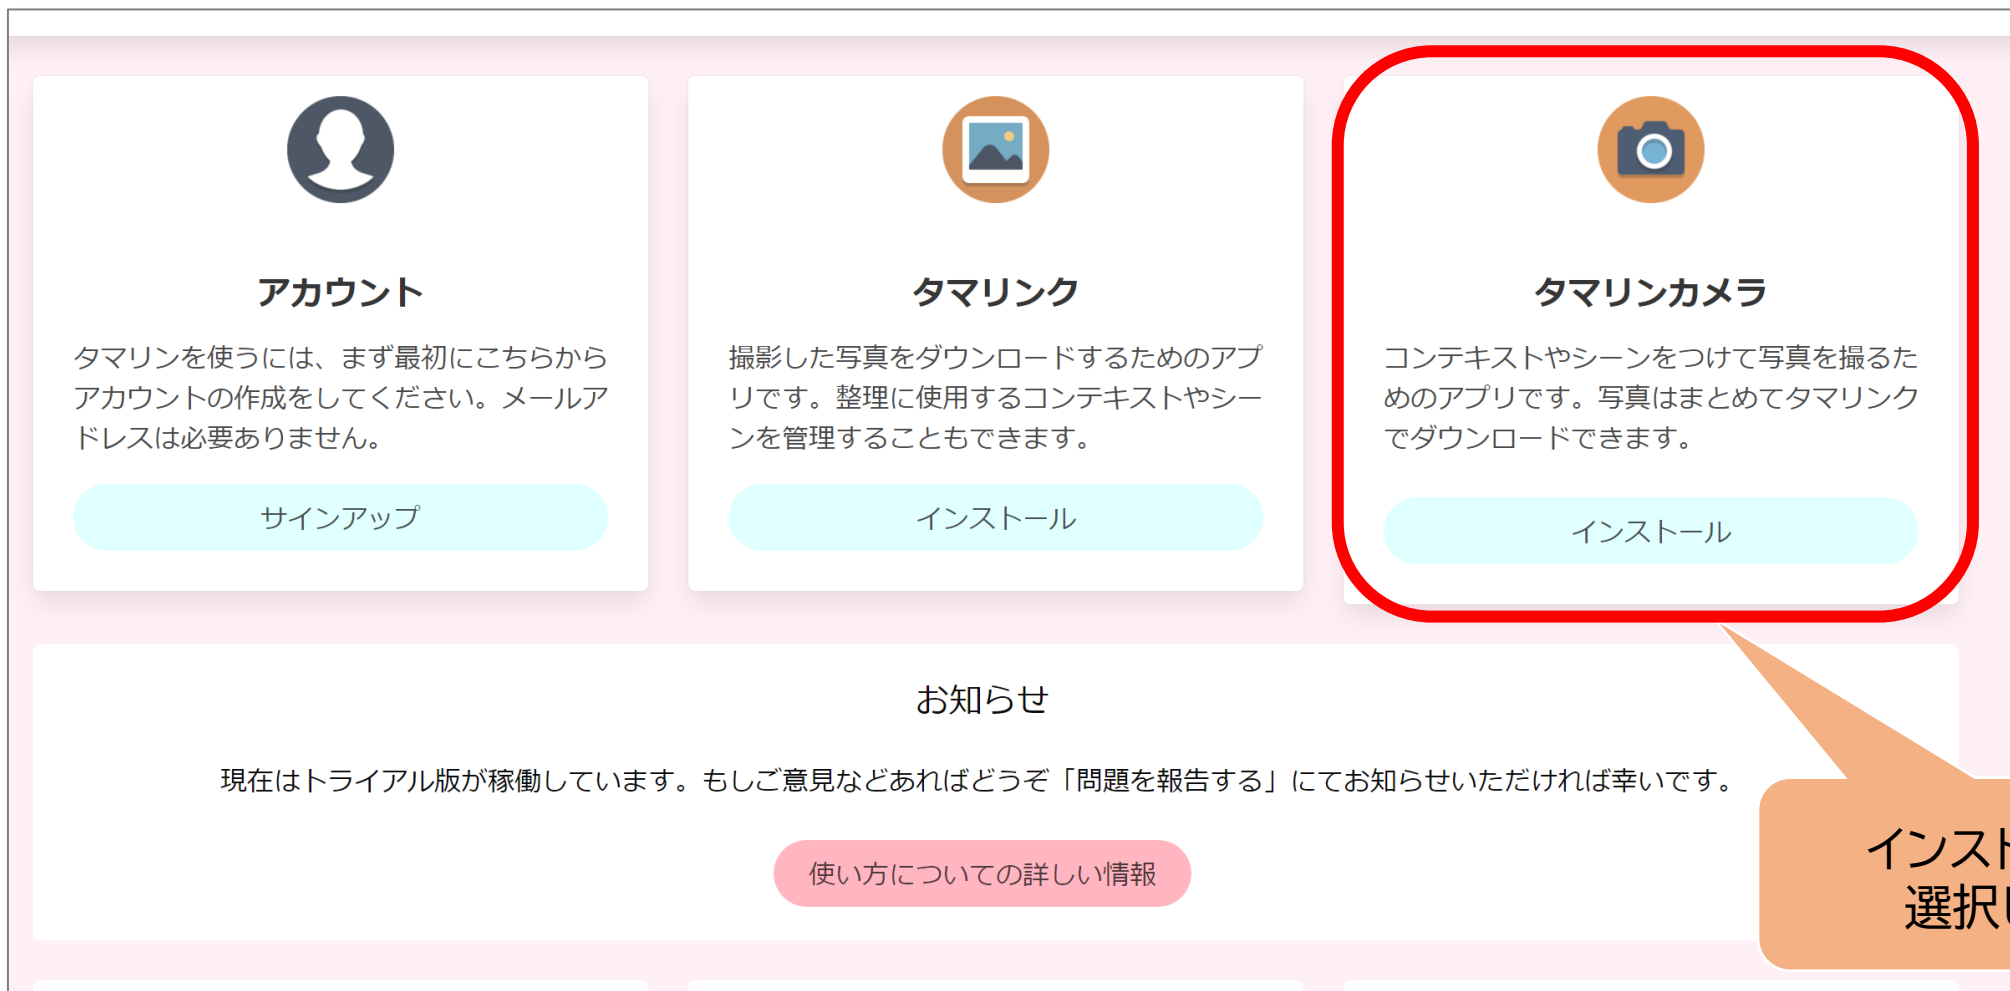 アカウント
タマリンを使うには、まず最初にこちらから
アカウントの作成をしてください。メールア
ドレスは必要ありません。
サインアップ
タマリンク
撮影した写真をダウンロードするためのアプ
リです。整理に使用するコンテキストやシー
ンを管理することもできます。
インストール
タマリンカメラ
コンテキストやシーンをつけて写真を撮るた
めのアプリです。写真はまとめてタマリンク
でダウンロードできます。
インストール
お知らせ
現在はトライアル版が稼働しています。もしご意見などあればどうぞ「問題を報告する」にてお知らせいただければ幸いです。
使い方についての詳しい情報
インスト
選択し